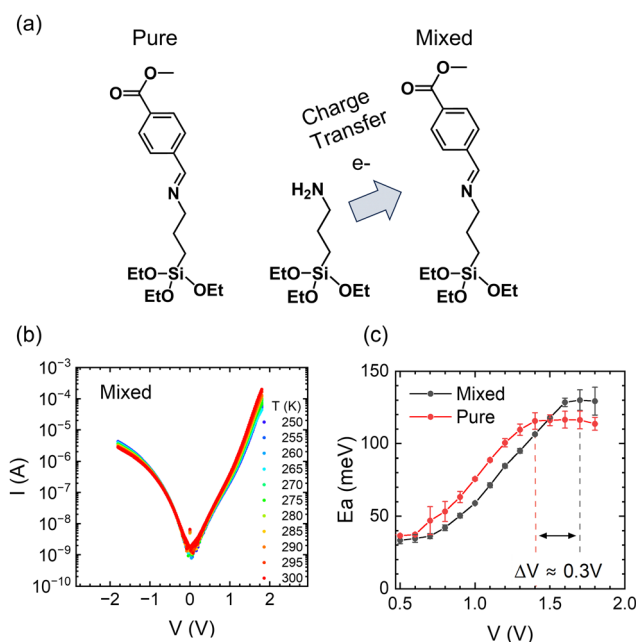 (a)
Pure
Mixed
O
O
N
Si
OEt
EtO
EtO
Charge
Transfer
e-
H₂N
Si
OEt
EtO
EtO
O
O
N
Si
OEt
EtO
EtO
(b)
Mixed
10⁻³
10⁻⁴
10⁻⁵
10⁻⁶
10⁻⁷
10⁻⁸
10⁻⁹
10⁻¹⁰
I (A)
T (K)
250
255
260
265
270
275
280
285
290
295
300
−2
−1
0
1
2
V (V)
(c)
Mixed
Pure
150
100
50
0
Ea (meV)
ΔV ≈ 0.3V
0.5
1.0
1.5
2.0
V (V)